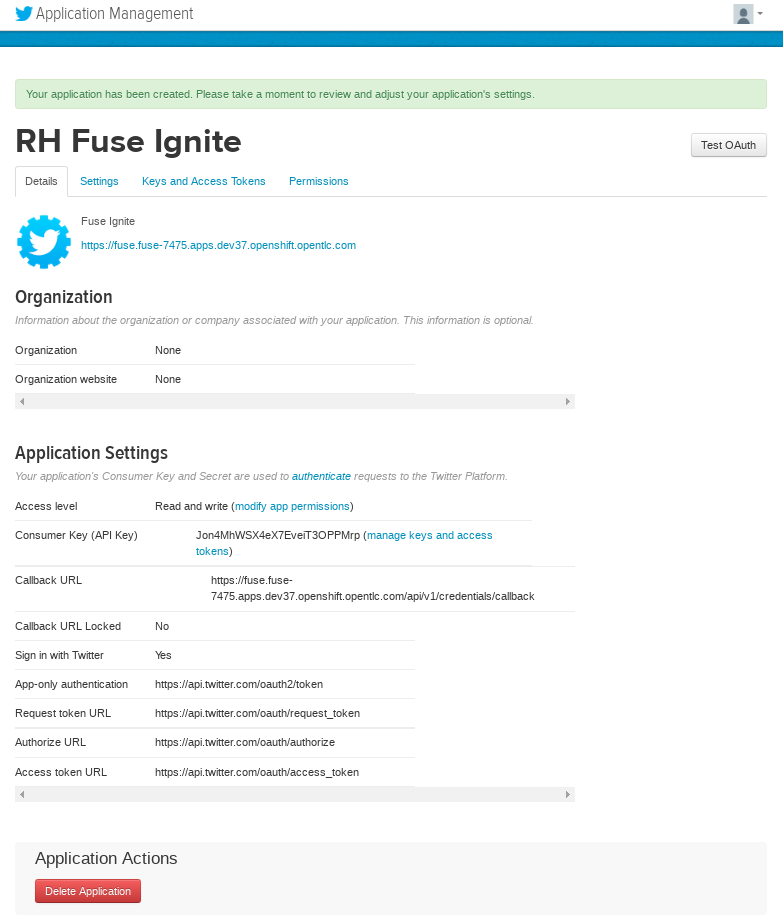 Application Management
Your application has been created. Please take a moment to review and adjust your application's settings.
RH Fuse Ignite
Test OAuth
Details Settings Keys and Access Tokens Permissions
Fuse Ignite
https://fuse.fuse-7475.apps.dev37.openshift.opentlc.com
Organization
Information about the organization or company associated with your application. This information is optional.
Organization None
Organization website None
Application Settings
Your application's Consumer Key and Secret are used to authenticate requests to the Twitter Platform.
Access level Read and write (modify app permissions)
Consumer Key (API Key) Jon4MhWSX4eX7EveiT3OPPMrp (manage keys and access
tokens)
Callback URL https://fuse.fuse-
7475.apps.dev37.openshift.opentlc.com/api/v1/credentials/callback
Callback URL Locked No
Sign in with Twitter Yes
App-only authentication https://api.twitter.com/oauth2/token
Request token URL https://api.twitter.com/oauth/request_token
Authorize URL https://api.twitter.com/oauth/authorize
Access token URL https://api.twitter.com/oauth/access_token
Application Actions
Delete Application